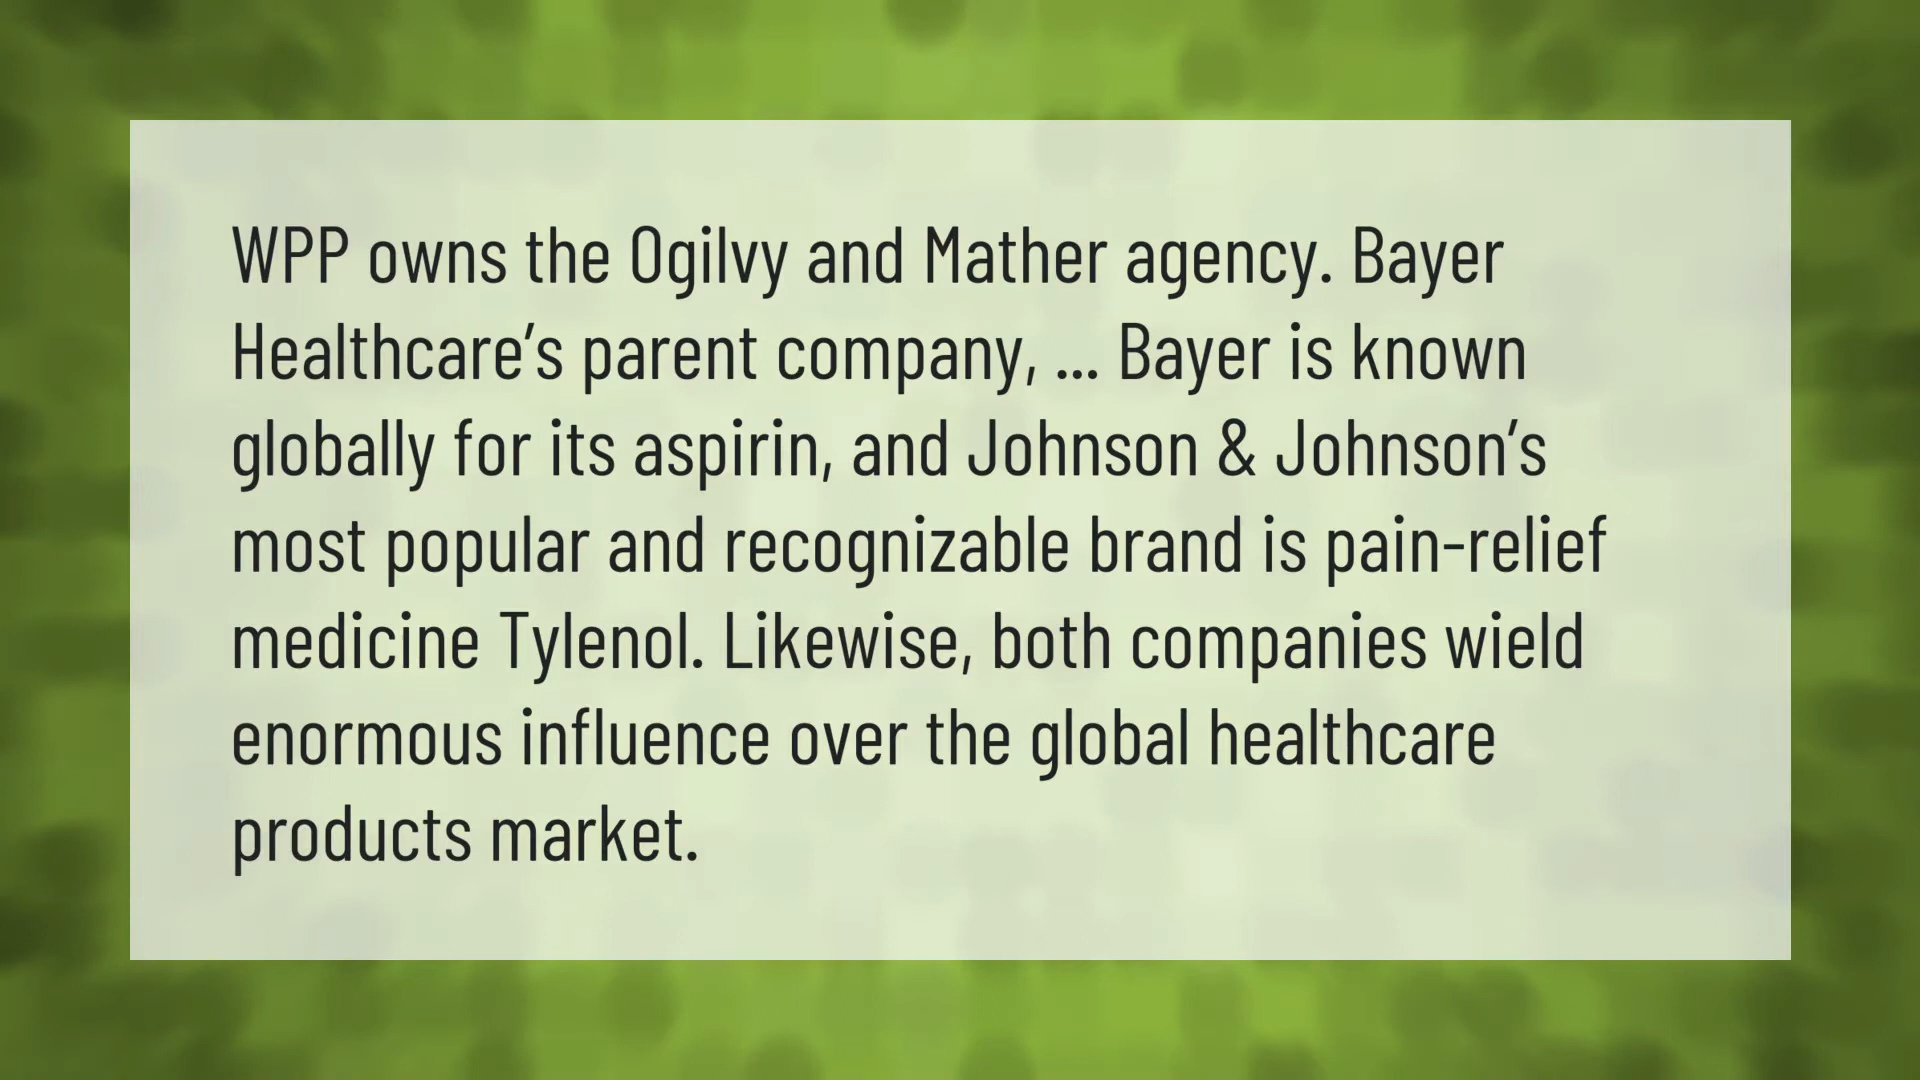 WPP owns the Ogilvy and Mather agency. Bayer
Healthcare’s parent company, ... Bayer is known
globally for its aspirin, and Johnson & Johnson’s
most popular and recognizable brand is pain-relief
medicine Tylenol. Likewise, both companies wield
enormous influence over the global healthcare
products market.